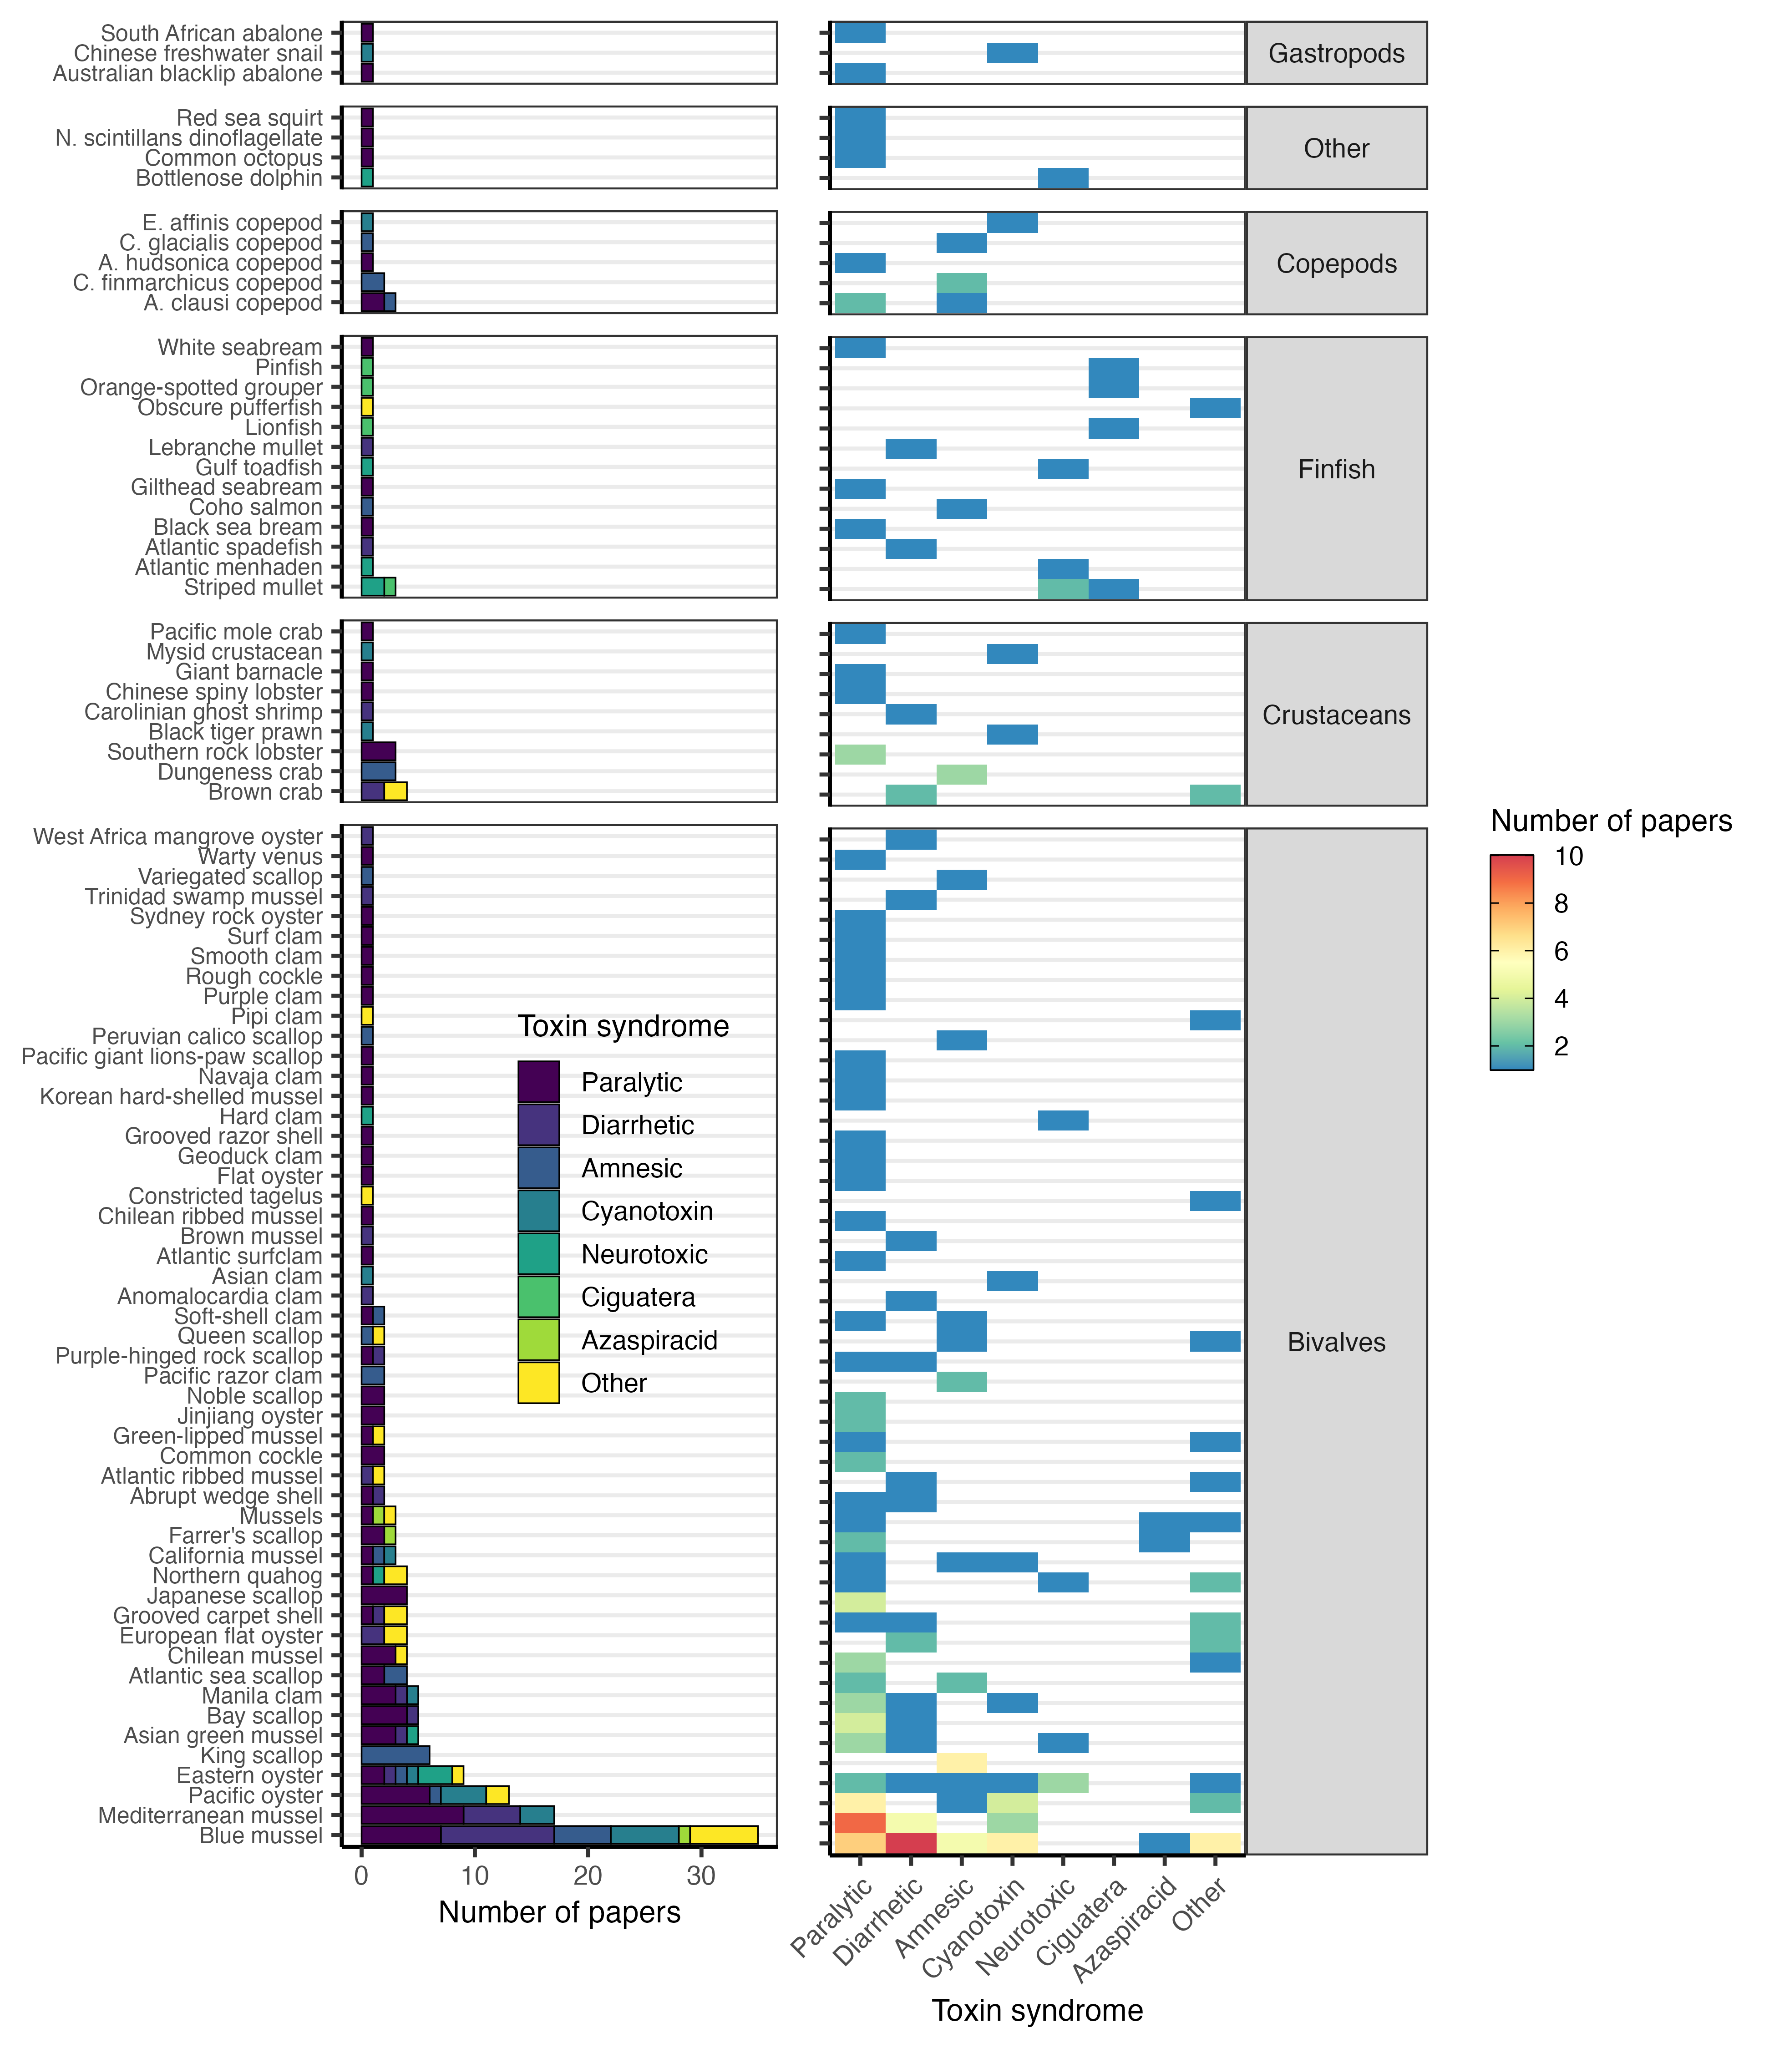 South African abalone
Chinese freshwater snail
Australian blacklip abalone
Gastropods
Red sea squirt
N. scintillans dinoflagellate
Common octopus
Bottlenose dolphin
Other
E. affinis copepod
C. glacialis copepod
A. hudsonica copepod
C. finmarchicus copepod
A. clausi copepod
Copepods
White seabream
Pinfish
Orange-spotted grouper
Obscure pufferfish
Lionfish
Lebranche mullet
Gulf toadfish
Gilthead seabream
Coho salmon
Black sea bream
Atlantic spadefish
Atlantic menhaden
Striped mullet
Finfish
Pacific mole crab
Mysid crustacean
Giant barnacle
Chinese spiny lobster
Carolinian ghost shrimp
Black tiger prawn
Southern rock lobster
Dungeness crab
Brown crab
Crustaceans
West Africa mangrove oyster
Warty venus
Variegated scallop
Trinidad swamp mussel
Sydney rock oyster
Surf clam
Smooth clam
Rough cockle
Purple clam
Pipi clam
Peruvian calico scallop
Pacific giant lions-paw scallop
Navaja clam
Korean hard-shelled mussel
Hard clam
Grooved razor shell
Geoduck clam
Flat oyster
Constricted tagelus
Chilean ribbed mussel
Brown mussel
Atlantic surfclam
Asian clam
Anomalocardia clam
Soft-shell clam
Queen scallop
Purple-hinged rock scallop
Pacific razor clam
Noble scallop
Jinjiang oyster
Green-lipped mussel
Common cockle
Atlantic ribbed mussel
Abrupt wedge shell
Mussels
Farrer's scallop
California mussel
Northern quahog
Japanese scallop
Grooved carpet shell
European flat oyster
Chilean mussel
Atlantic sea scallop
Manila clam
Bay scallop
Asian green mussel
King scallop
Eastern oyster
Pacific oyster
Mediterranean mussel
Blue mussel
Bivalves
Toxin syndrome
Paralytic
Diarrhetic
Amnesic
Cyanotoxin
Neurotoxic
Ciguatera
Azaspiracid
Other
0 10 20 30
Number of papers
Paralytic
Diarrhetic
Amnesic
Cyanotoxin
Neurotoxic
Ciguatera
Azaspiracid
Other
Toxin syndrome
Number of papers
10
8
6
4
2